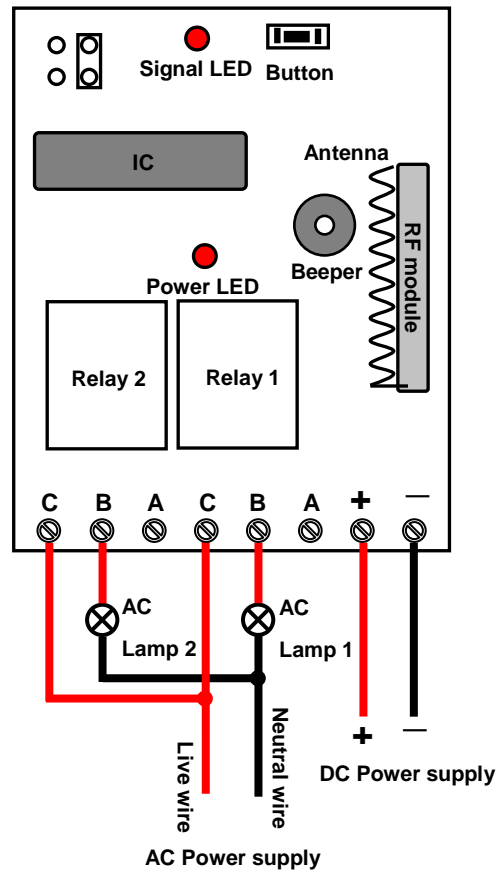 Signal LED
Button
IC
Antenna
RF module
Beeper
Power LED
Relay 2
Relay 1
C B A C B A + —
AC
AC
Lamp 2
Lamp 1
Live wire
Neutral wire
+ —
DC Power supply
AC Power supply